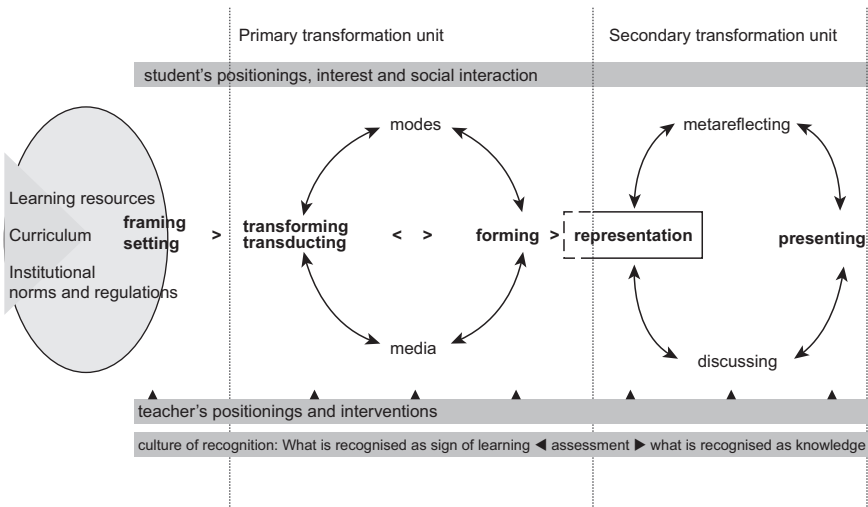 Primary transformation unit
Secondary transformation unit
student's positionings, interest and social interaction
modes
metareflecting
Learning resources
Curriculum
Institutional
norms and regulations
framing
setting
>
transforming
transducting
< >
forming
>
representation
presenting
media
discussing
teacher's positionings and interventions
culture of recognition: What is recognised as sign of learning ◀ assessment ▶ what is recognised as knowledge